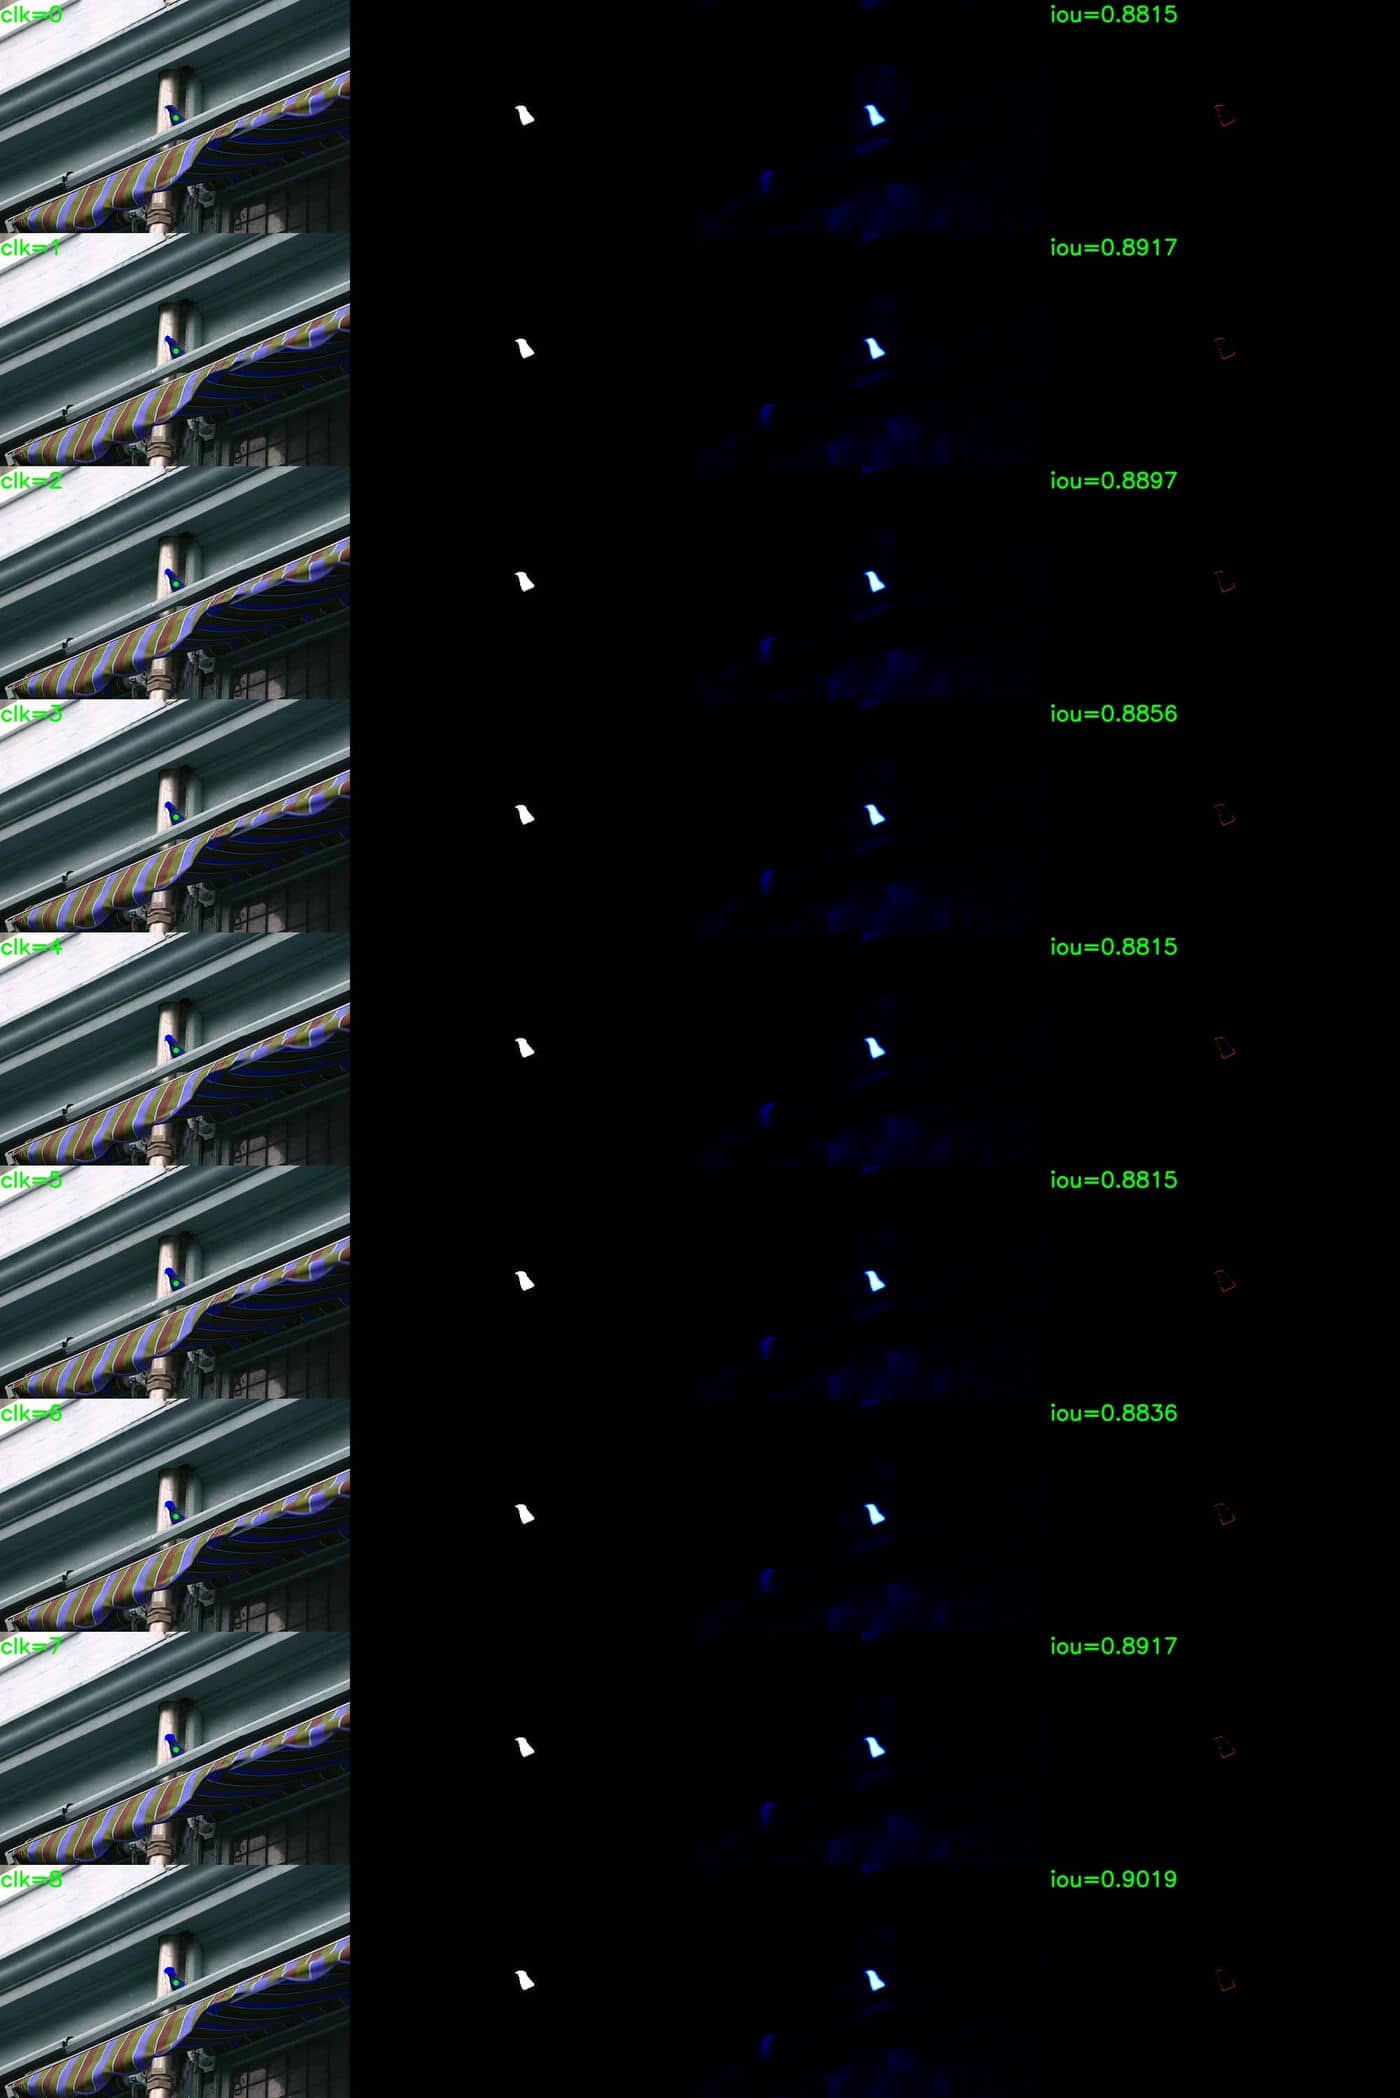 clk=0 iou=0.8815
clk=1 iou=0.8917
clk=2 iou=0.8897
clk=3 iou=0.8856
clk=4 iou=0.8815
clk=5 iou=0.8815
clk=6 iou=0.8836
clk=7 iou=0.8917
clk=8 iou=0.9019